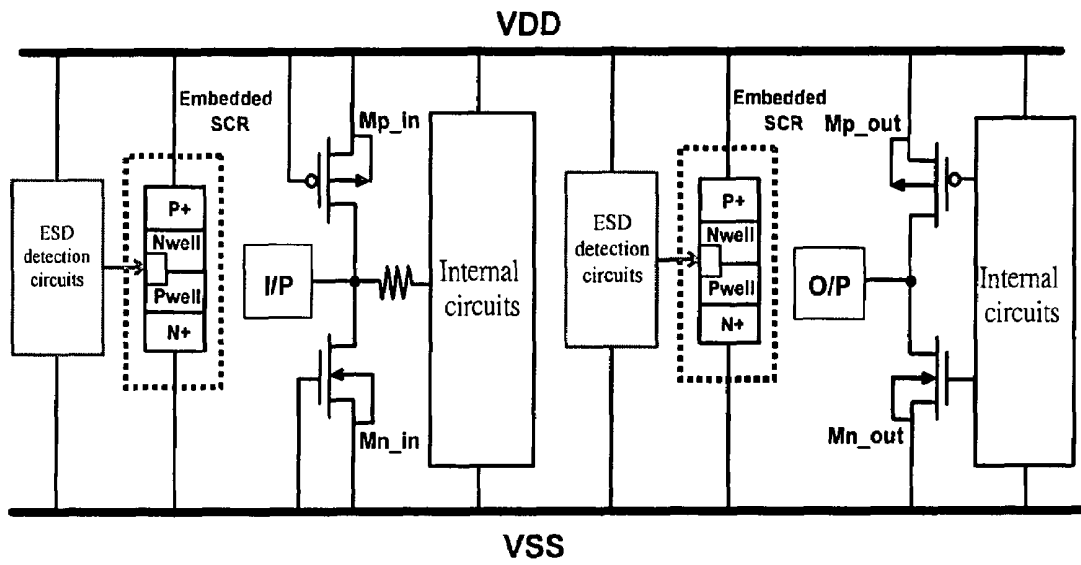 VDD
Embedded
SCR
Mp_in
ESD
detection
circuits
P+
Nwell
Pwell
N+
I/P
Internal
circuits
Mn_in
Embedded
SCR
Mp_out
ESD
detection
circuits
P+
Nwell
Pwell
N+
O/P
Internal
circuits
Mn_out
VSS